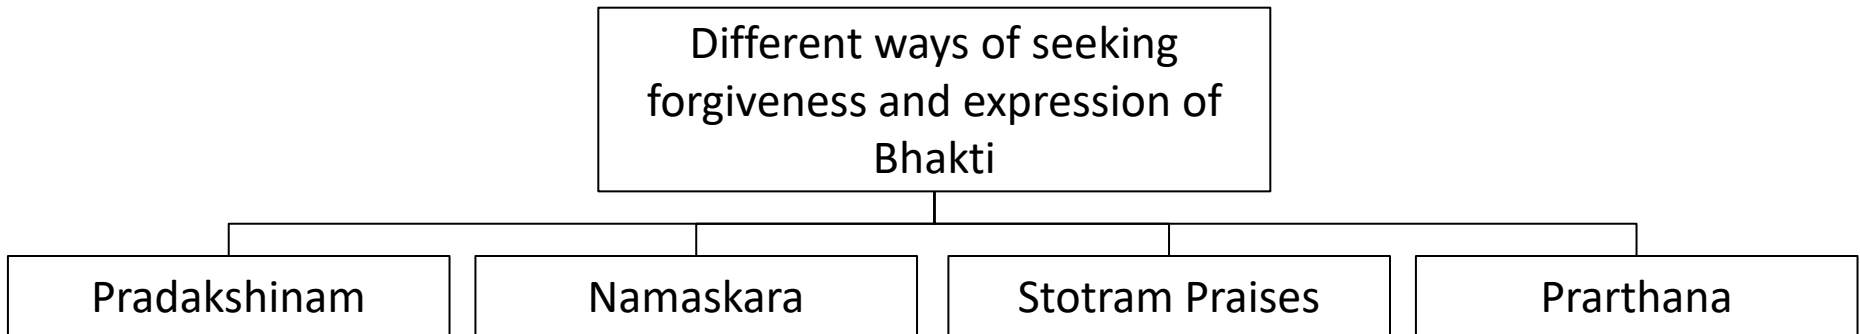 Different ways of seeking
forgiveness and expression of
Bhakti
Pradakshinam
Namaskara
Stotram Praises
Prarthana